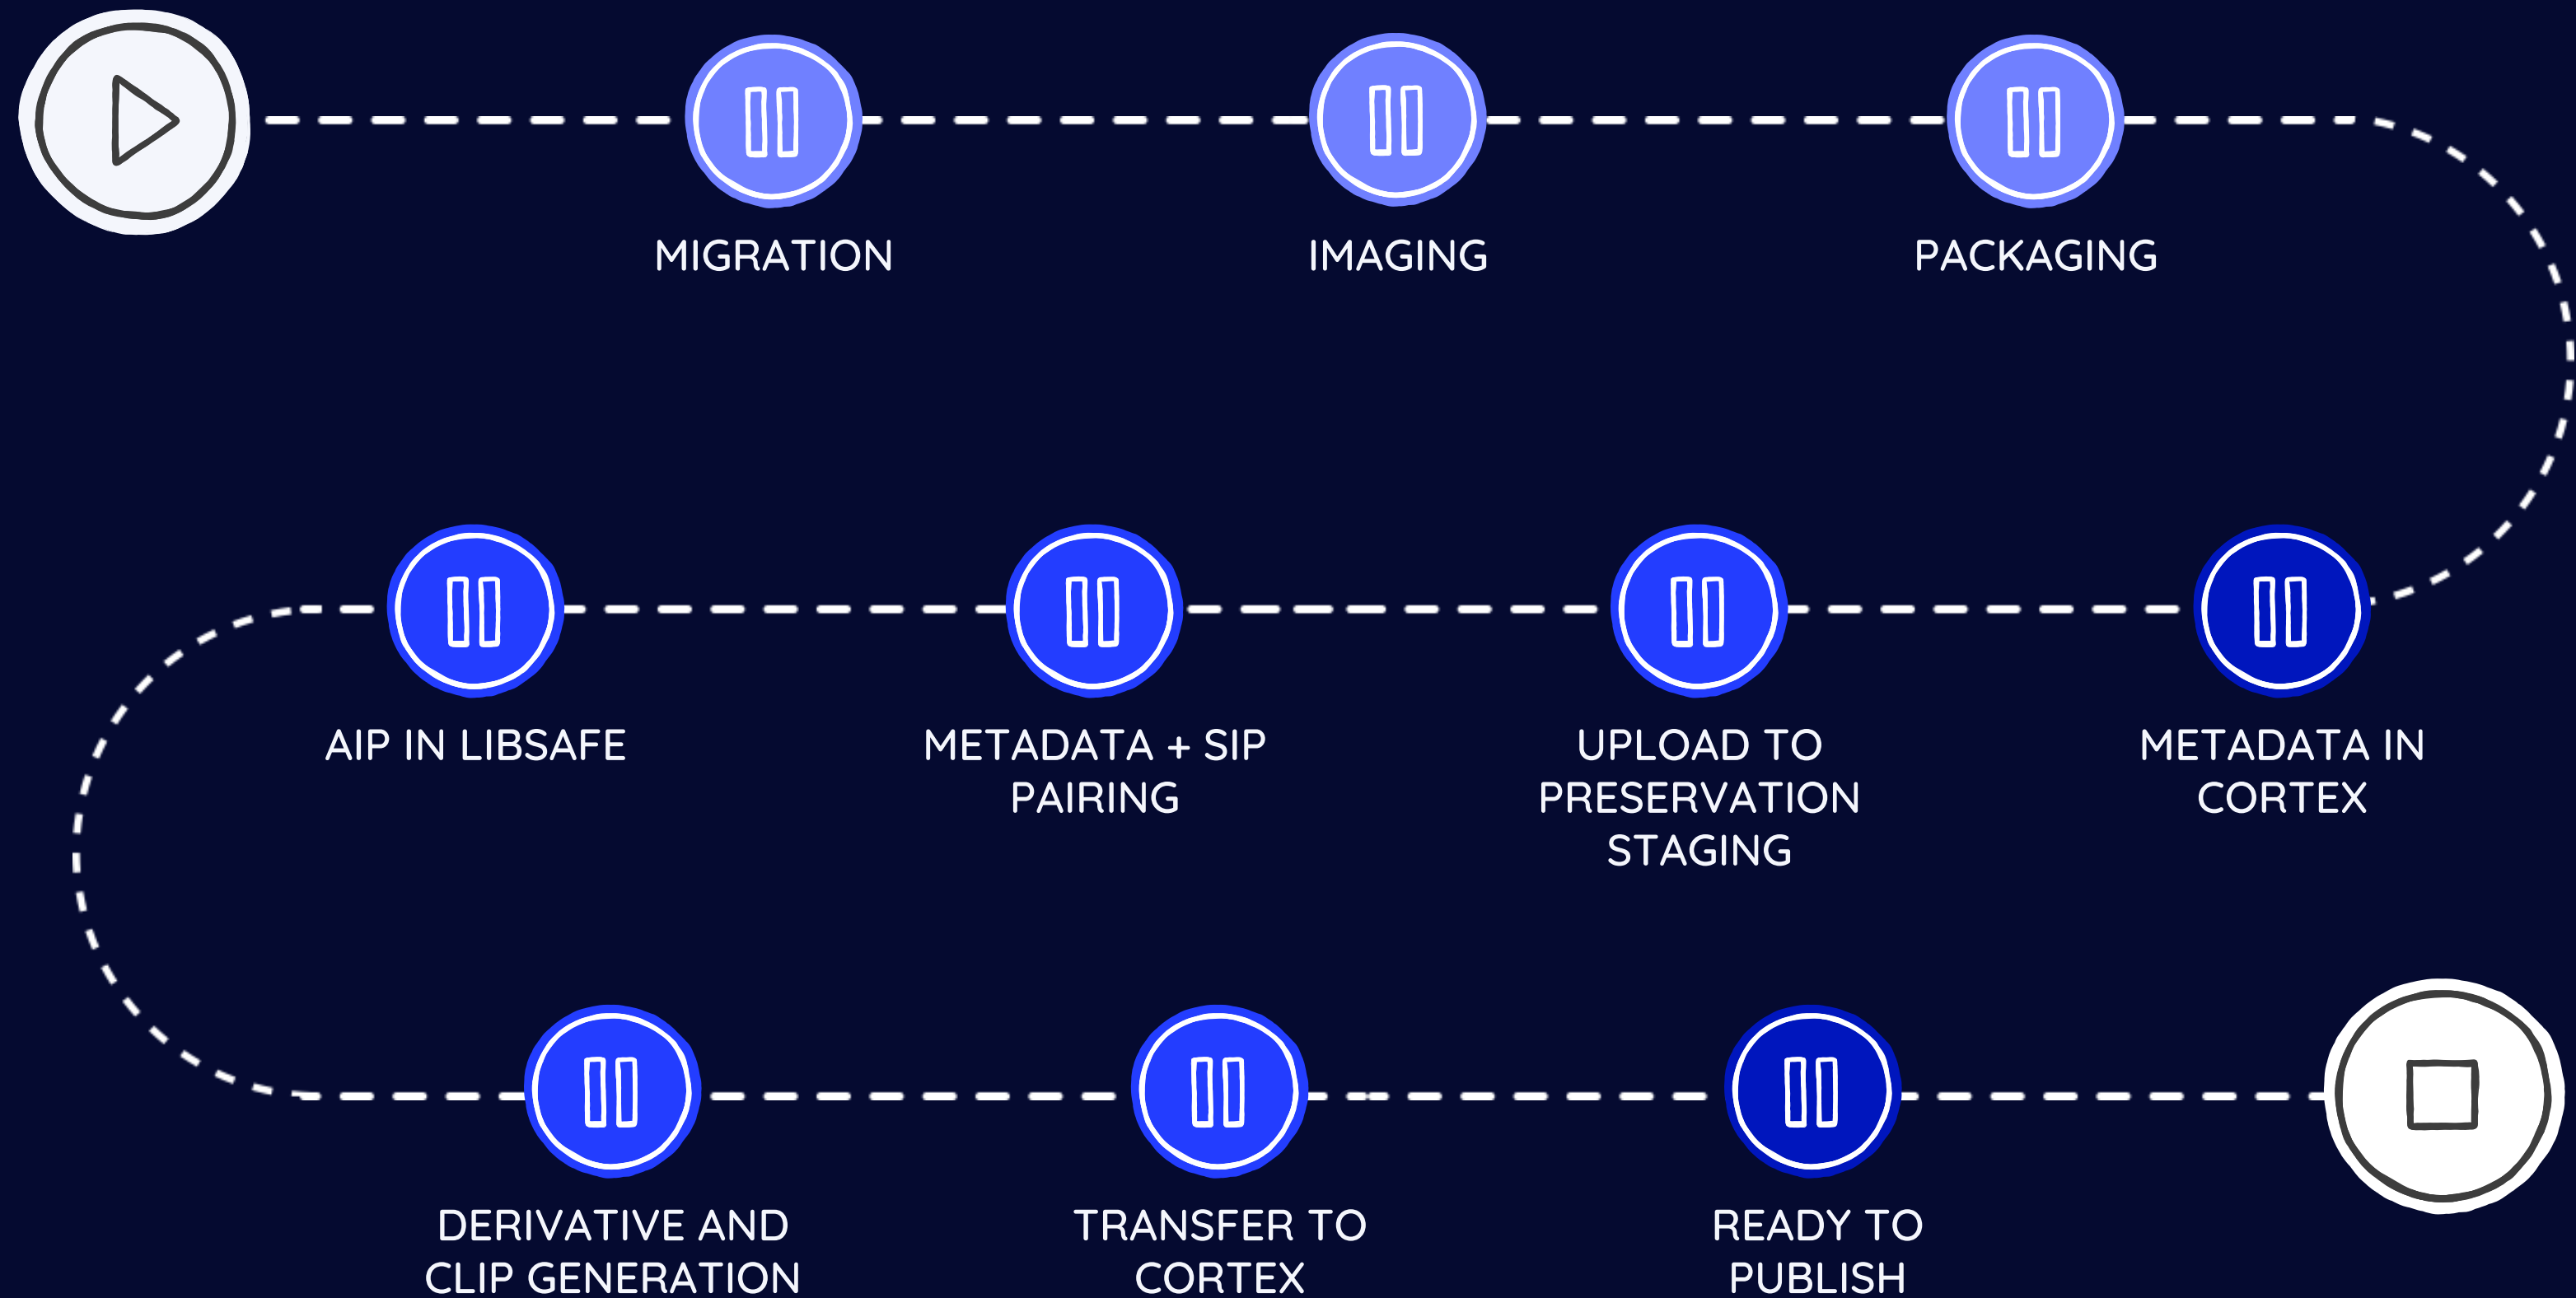 MIGRATION
IMAGING
PACKAGING
METADATA IN
CORTEX
UPLOAD TO
PRESERVATION
STAGING
METADATA + SIP
PAIRING
AIP IN LIBSAFE
DERIVATIVE AND
CLIP GENERATION
TRANSFER TO
CORTEX
READY TO
PUBLISH